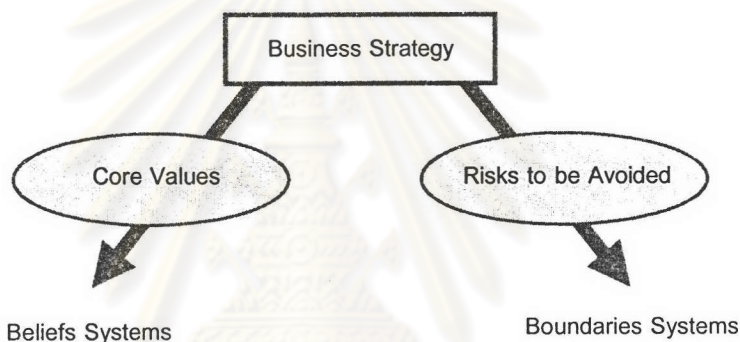 Business Strategy
Core Values
Risks to be Avoided
Beliefs Systems
Boundaries Systems